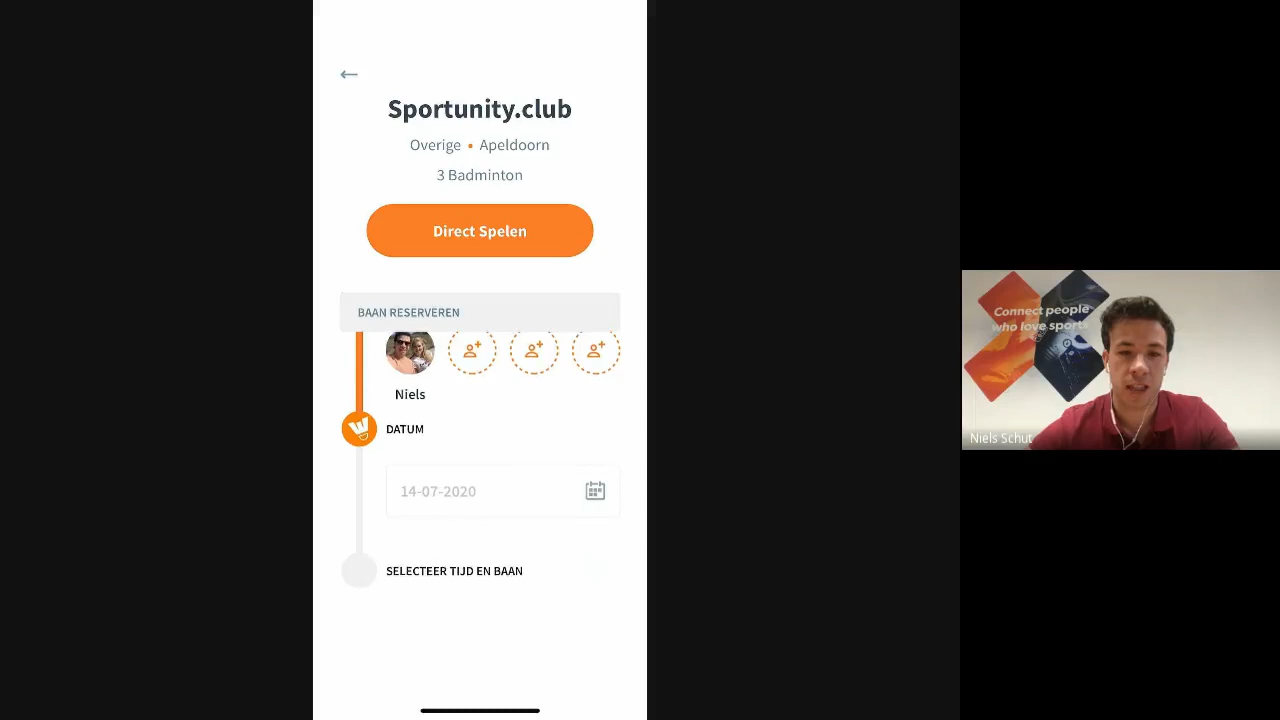 Sportunity.club
Overige • Apeldoorn
3 Badminton
Direct Spelen
BAAN RESERVEREN
Niels
DATUM
14-07-2020
SELECTEER TIJD EN BAAN
Connect people
who love sports
Niels Schut